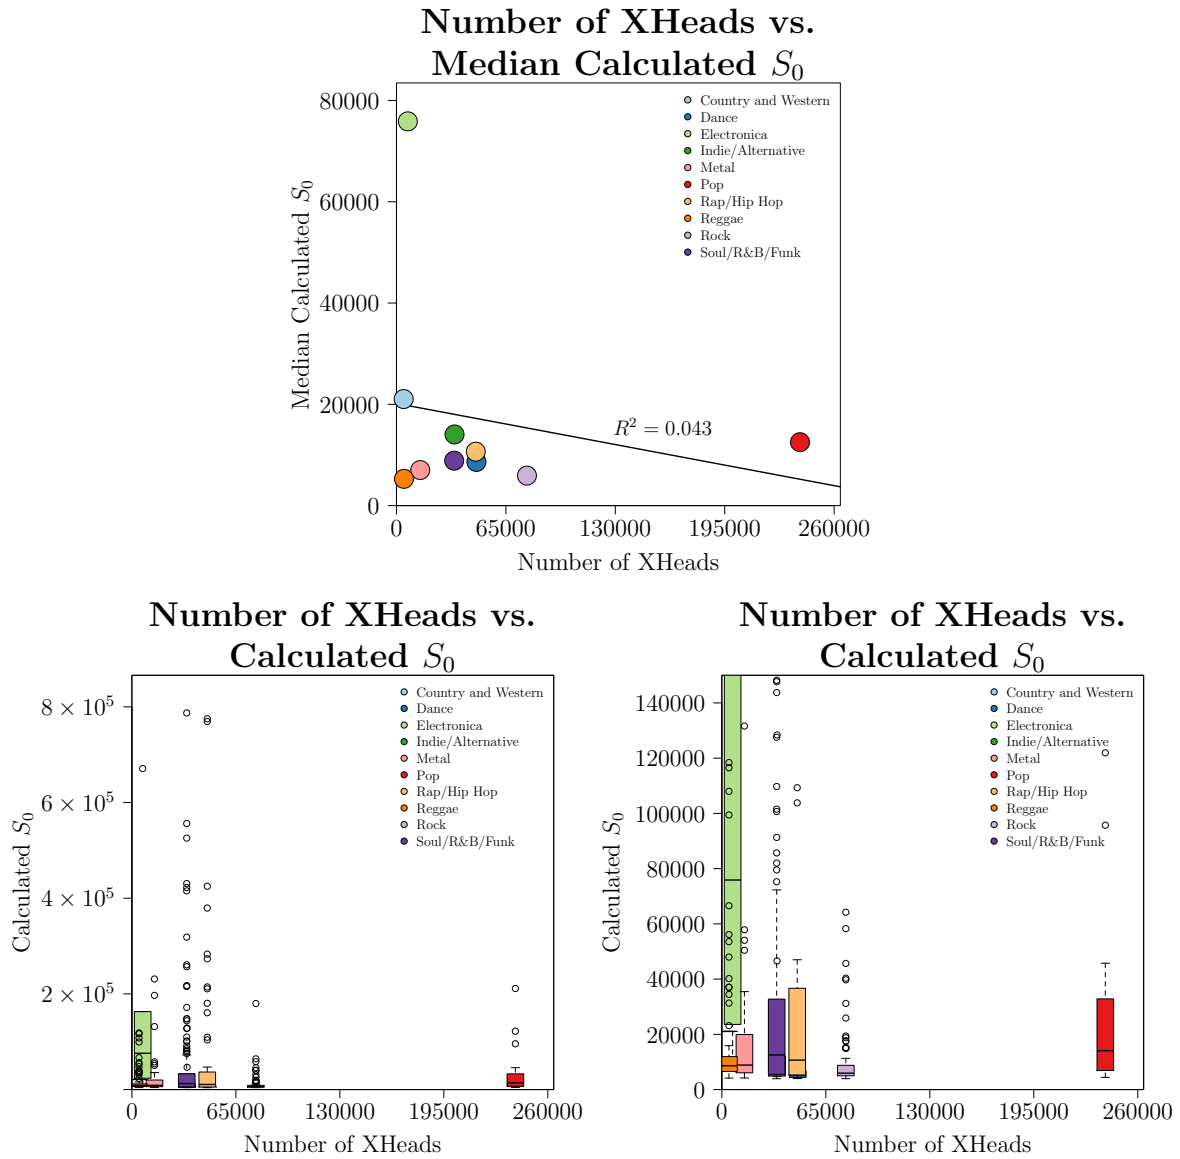 Number of XHeads vs.
Median Calculated S₀
Median Calculated S₀
80000
60000
40000
20000
0
Country and Western
Dance
Electronica
Indie/Alternative
Metal
Pop
Rap/Hip Hop
Reggae
Rock
Soul/R&B/Funk
R² = 0.043
0 65000 130000 195000 260000
Number of XHeads
Number of XHeads vs.
Calculated S₀
Calculated S₀
8 × 10⁵
6 × 10⁵
4 × 10⁵
2 × 10⁵
Country and Western
Dance
Electronica
Indie/Alternative
Metal
Pop
Rap/Hip Hop
Reggae
Rock
Soul/R&B/Funk
0 65000 130000 195000 260000
Number of XHeads
Number of XHeads vs.
Calculated S₀
Calculated S₀
140000
120000
100000
80000
60000
40000
20000
0
Country and Western
Dance
Electronica
Indie/Alternative
Metal
Pop
Rap/Hip Hop
Reggae
Rock
Soul/R&B/Funk
0 65000 130000 195000 260000
Number of XHeads